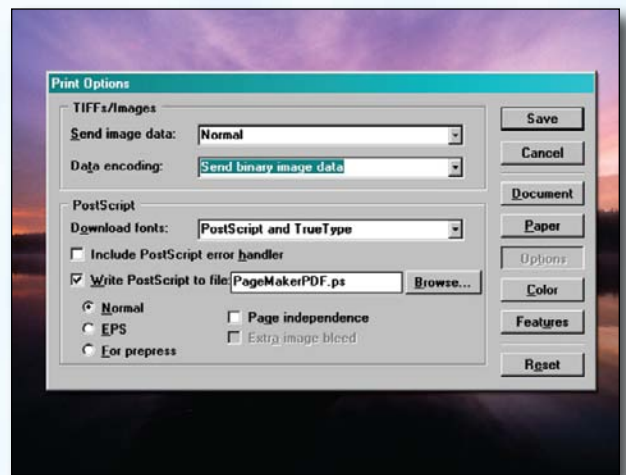 Print Options
TIFFs/Images
Send image data: Normal
Data encoding: Send binary image data
PostScript
Download fonts: PostScript and TrueType
Include PostScript error handler
Write PostScript to file: PageMakerPDF.ps Browse...
Normal
EPS
For prepress
Page independence
Extra image bleed
Save
Cancel
Document
Paper
Options
Color
Features
Reset